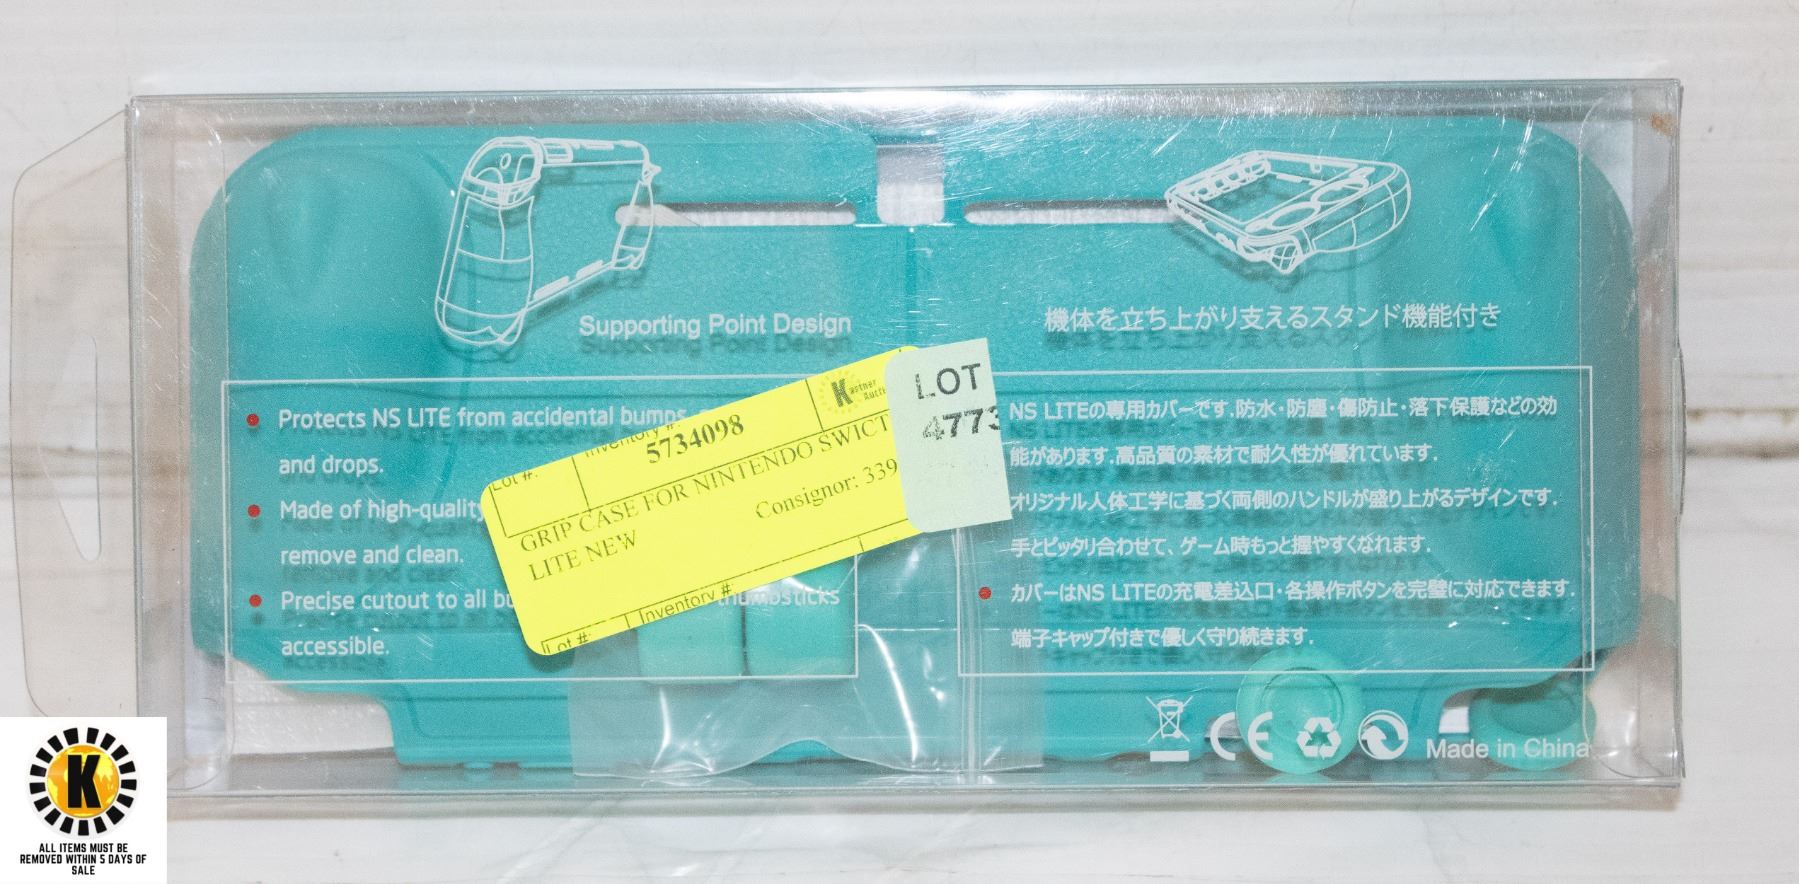 Supporting Point Design
機体を立ち上がり支えるスタンド機能付き
Protects NS LITE from accidental bumps
and drops.
Made of high-quality
remove and clean.
Precise cutout to all
thumbsticks
accessible.
Lot #:
Inventory #:
5734098
Kastner
GRIP CASE FOR NINTENDO SWICT
LITE NEW
Consignor: 339
Lot #:
Inventory #:
LOT
4773
NS LITEの専用カバーです.防水・防塵・傷防止・落下保護などの効
能があります.高品質の素材で耐久性が優れています.
オリジナル人体工学に基づく両側のハンドルが盛り上がるデザインです.
手とピッタリ合わせて、ゲーム時もっと握やすくなれます.
カバーはNS LITEの充電差込口・各操作ボタンを完璧に対応できます.
端子キャップ付きで優しく守り続きます.
CE
Made in China
K
ALL ITEMS MUST BE
REMOVED WITHIN 5 DAYS OF
SALE